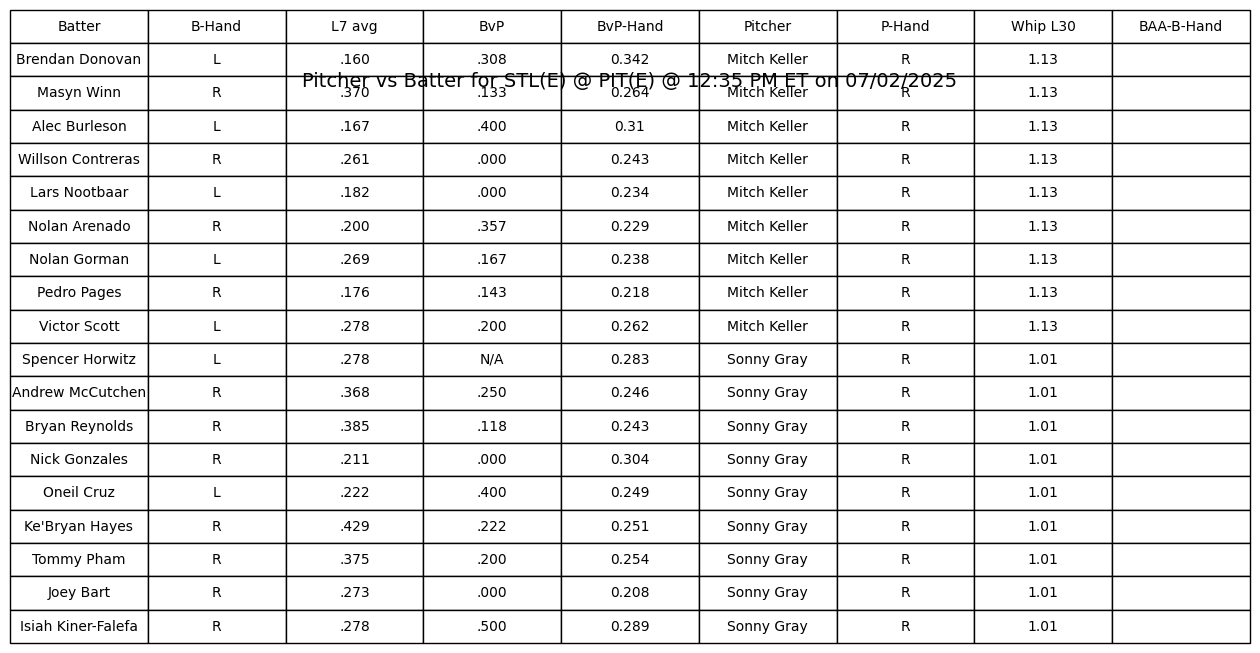 Batter B-Hand L7 avg BvP BvP-Hand Pitcher P-Hand Whip L30 BAA-B-Hand
Brendan Donovan L .160 .308 0.342 Mitch Keller R 1.13
Pitcher vs Batter for STL(E) @ PIT(E) @ 12:35 PM ET on 07/02/2025
Masyn Winn R .370 .133 0.264 Mitch Keller R 1.13
Alec Burleson L .167 .400 0.31 Mitch Keller R 1.13
Willson Contreras R .261 .000 0.243 Mitch Keller R 1.13
Lars Nootbaar L .182 .000 0.234 Mitch Keller R 1.13
Nolan Arenado R .200 .357 0.229 Mitch Keller R 1.13
Nolan Gorman L .269 .167 0.238 Mitch Keller R 1.13
Pedro Pages R .176 .143 0.218 Mitch Keller R 1.13
Victor Scott L .278 .200 0.262 Mitch Keller R 1.13
Spencer Horwitz L .278 N/A 0.283 Sonny Gray R 1.01
Andrew McCutchen R .368 .250 0.246 Sonny Gray R 1.01
Bryan Reynolds R .385 .118 0.243 Sonny Gray R 1.01
Nick Gonzales R .211 .000 0.304 Sonny Gray R 1.01
Oneil Cruz L .222 .400 0.249 Sonny Gray R 1.01
Ke'Bryan Hayes R .429 .222 0.251 Sonny Gray R 1.01
Tommy Pham R .375 .200 0.254 Sonny Gray R 1.01
Joey Bart R .273 .000 0.208 Sonny Gray R 1.01
Isiah Kiner-Falefa R .278 .500 0.289 Sonny Gray R 1.01